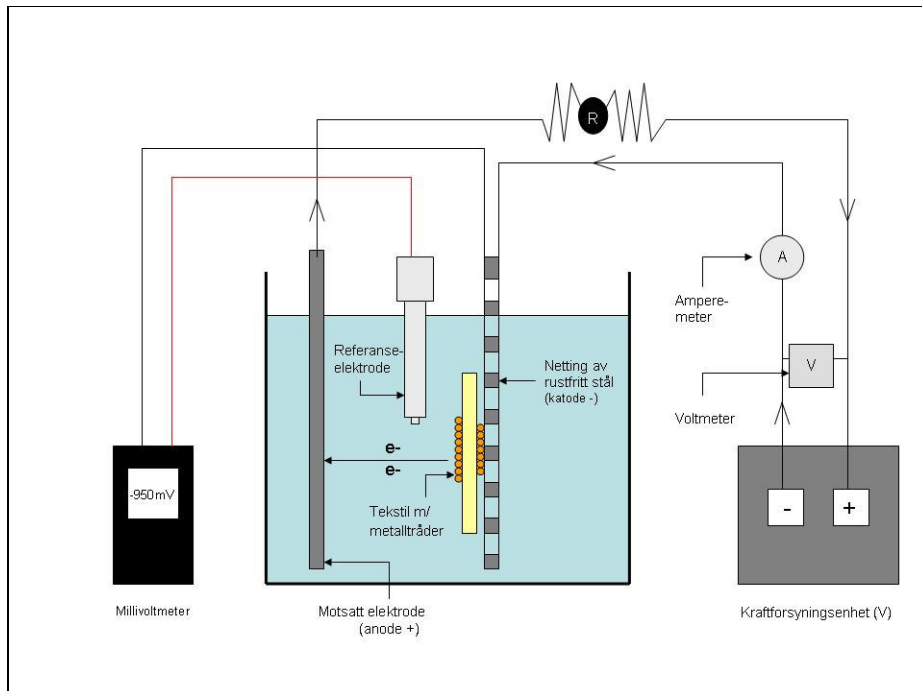 R
A
Ampere-
meter
Referanse-
elektrode
Netting av
rustfritt stål
(katode -)
V
Voltmeter
e-
e-
-950mV
Tekstil m/
metalltråder
-
+
Millivoltmeter
Motsatt elektrode
(anode +)
Kraftforsyningsenhet (V)